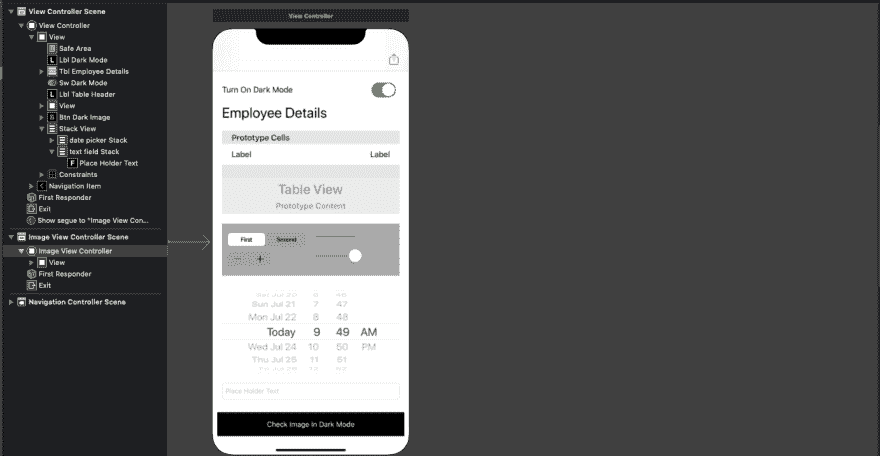 View Controller Scene
View Controller
View
Safe Area
Lbl Dark Mode
Tbl Employee Details
Sw Dark Mode
Lbl Table Header
View
Btn Dark Image
Stack View
date picker Stack
text field Stack
F Place Holder Text
Constraints
Navigation Item
First Responder
Exit
Show segue to "Image View Con...
Image View Controller Scene
Image View Controller
View
First Responder
Exit
Navigation Controller Scene
View Controller
Turn On Dark Mode
Employee Details
Prototype Cells
Label Label
Table View
Prototype Content
First Second
− +
Sat Jul 20 6 46
Sun Jul 21 7 47
Mon Jul 22 8 48
Today 9 49 AM
Wed Jul 24 10 50 PM
Thu Jul 25 11 51
Fri Jul 26 12 52
Place Holder Text
Check Image In Dark Mode